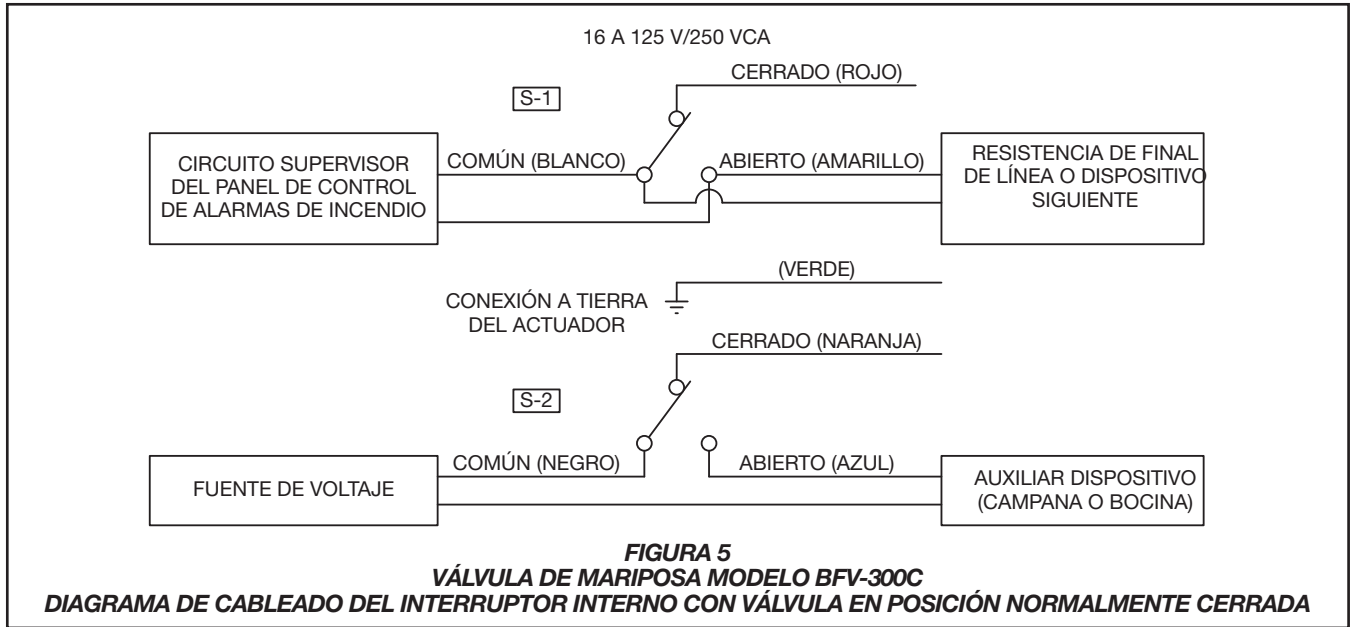 16 A 125 V/250 VCA
CERRADO (ROJO)
S-1
CIRCUITO SUPERVISOR
DEL PANEL DE CONTROL
DE ALARMAS DE INCENDIO
COMÚN (BLANCO)
ABIERTO (AMARILLO)
RESISTENCIA DE FINAL
DE LÍNEA O DISPOSITIVO
SIGUIENTE
(VERDE)
CONEXIÓN A TIERRA
DEL ACTUADOR
CERRADO (NARANJA)
S-2
FUENTE DE VOLTAJE
COMÚN (NEGRO)
ABIERTO (AZUL)
AUXILIAR DISPOSITIVO
(CAMPANA O BOCINA)
FIGURA 5
VÁLVULA DE MARIPOSA MODELO BFV-300C
DIAGRAMA DE CABLEADO DEL INTERRUPTOR INTERNO CON VÁLVULA EN POSICIÓN NORMALMENTE CERRADA